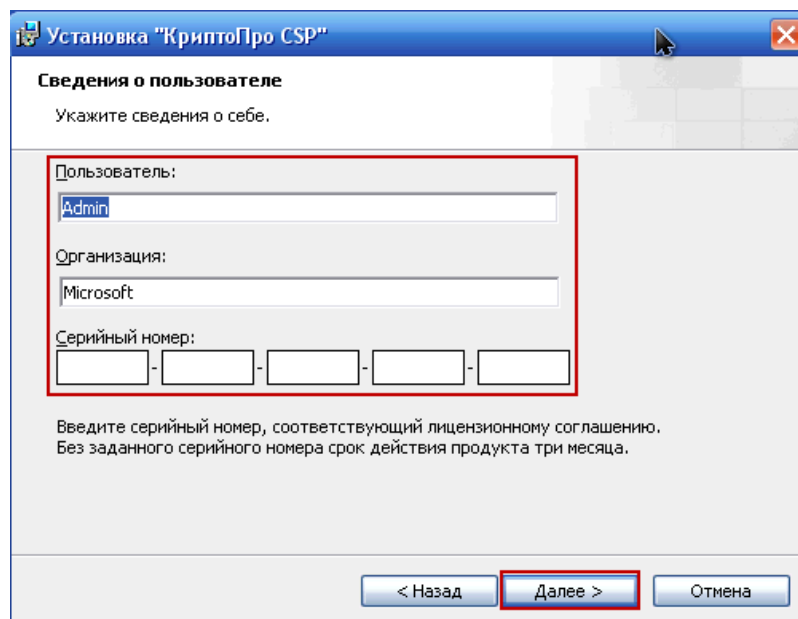 Установка "КриптоПро CSP"
Сведения о пользователе
Укажите сведения о себе.
Пользователь:
Admin
Организация:
Microsoft
Серийный номер:
- - - -
Введите серийный номер, соответствующий лицензионному соглашению.
Без заданного серийного номера срок действия продукта три месяца.
< Назад Далее > Отмена